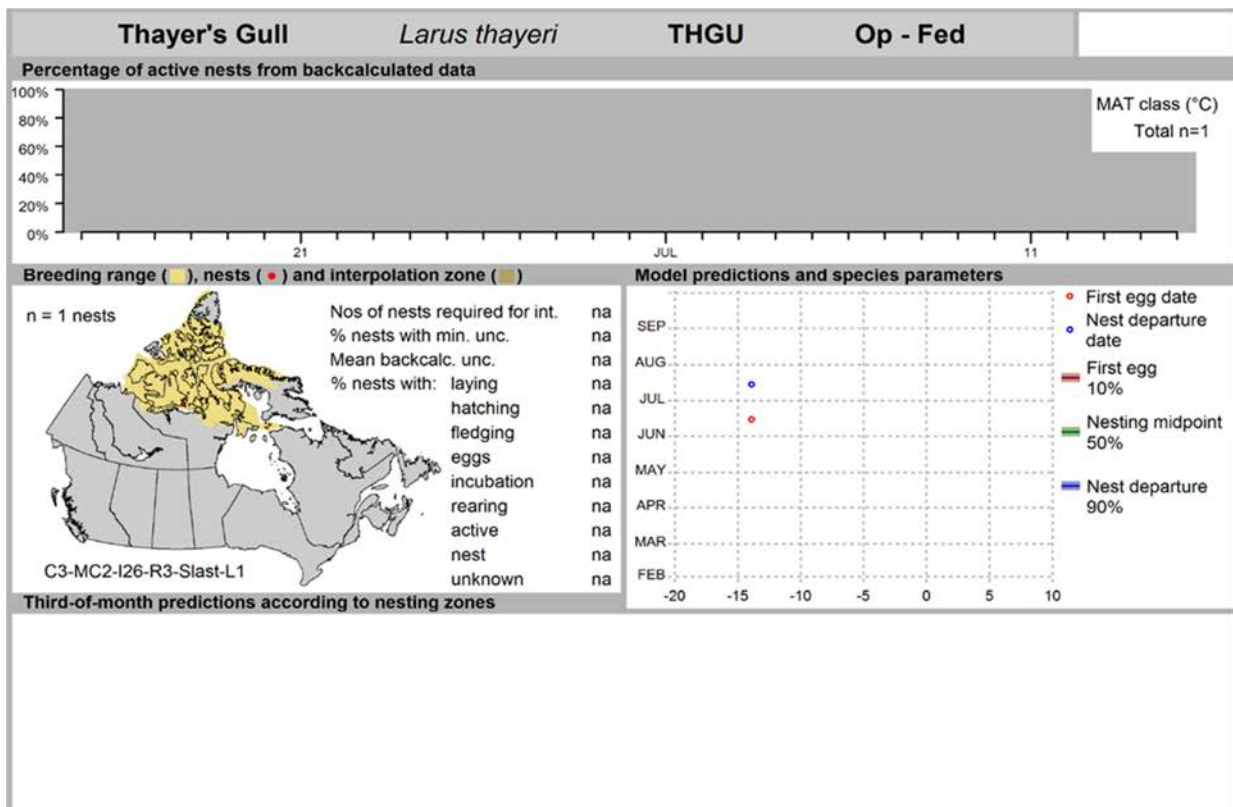 Thayer's Gull Larus thayeri THGU Op - Fed
Percentage of active nests from backcalculated data
100%
80%
60%
40%
20%
0%
MAT class (°C)
Total n=1
21 JUL 11
Breeding range ( ), nests ( ) and interpolation zone ( )
n = 1 nests
Nos of nests required for int. na
% nests with min. unc. na
Mean backcalc. unc. na
% nests with: laying na
hatching na
fledging na
eggs na
incubation na
rearing na
active na
nest na
unknown na
C3-MC2-I26-R3-Slast-L1
Model predictions and species parameters
SEP
AUG
JUL
JUN
MAY
APR
MAR
FEB
-20 -15 -10 -5 0 5 10
First egg date
Nest departure
date
First egg
10%
Nesting midpoint
50%
Nest departure
90%
Third-of-month predictions according to nesting zones